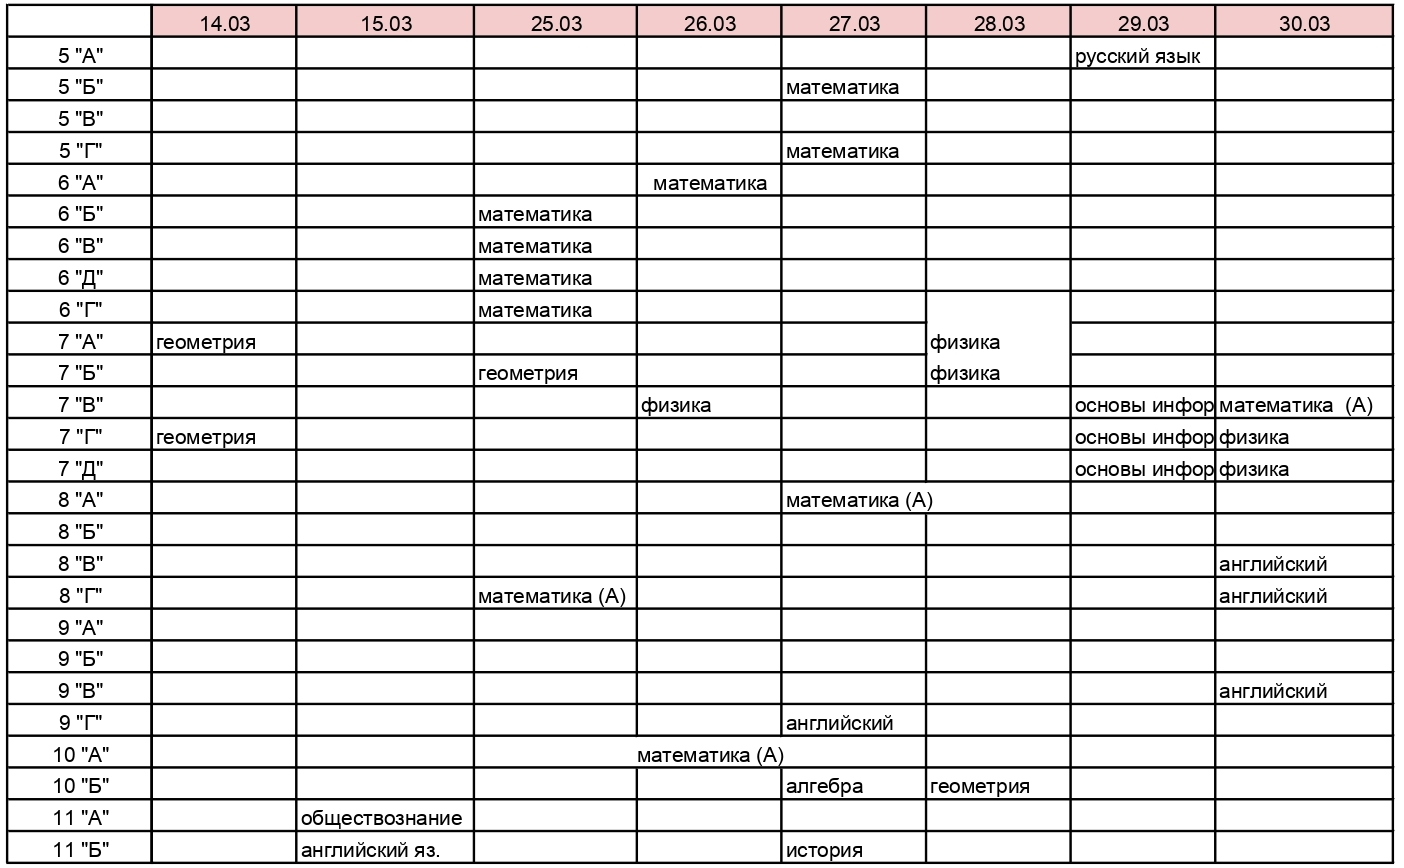 14.03 15.03 25.03 26.03 27.03 28.03 29.03 30.03
5 "А" русский язык
5 "Б" математика
5 "В"
5 "Г" математика
6 "А" математика
6 "Б" математика
6 "В" математика
6 "Д" математика
6 "Г" математика
7 "А" геометрия физика
7 "Б" геометрия физика
7 "В" физика основы инфор математика (А)
7 "Г" геометрия основы инфор физика
7 "Д" основы инфор физика
8 "А" математика (А)
8 "Б"
8 "В" английский
8 "Г" математика (А) английский
9 "А"
9 "Б"
9 "В" английский
9 "Г" английский
10 "А" математика (А)
10 "Б" алгебра геометрия
11 "А" обществознание
11 "Б" английский яз. история